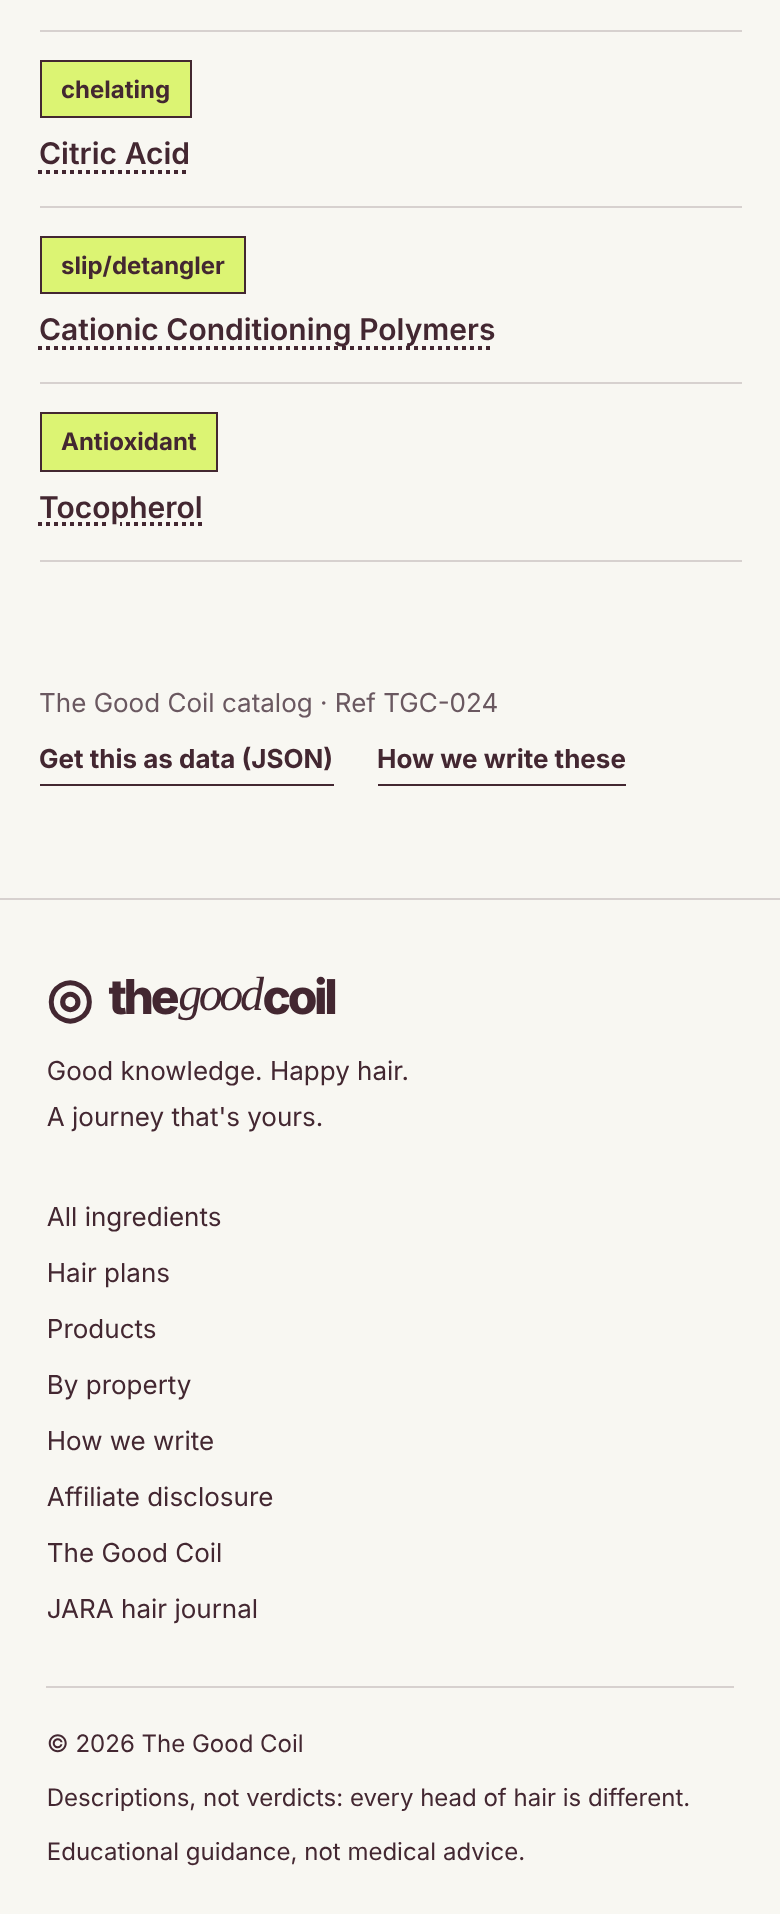 chelating
Citric Acid
slip/detangler
Cationic Conditioning Polymers
Antioxidant
Tocopherol
The Good Coil catalog · Ref TGC-024
Get this as data (JSON) How we write these
thegoodcoil
Good knowledge. Happy hair.
A journey that's yours.
All ingredients
Hair plans
Products
By property
How we write
Affiliate disclosure
The Good Coil
JARA hair journal
© 2026 The Good Coil
Descriptions, not verdicts: every head of hair is different.
Educational guidance, not medical advice.